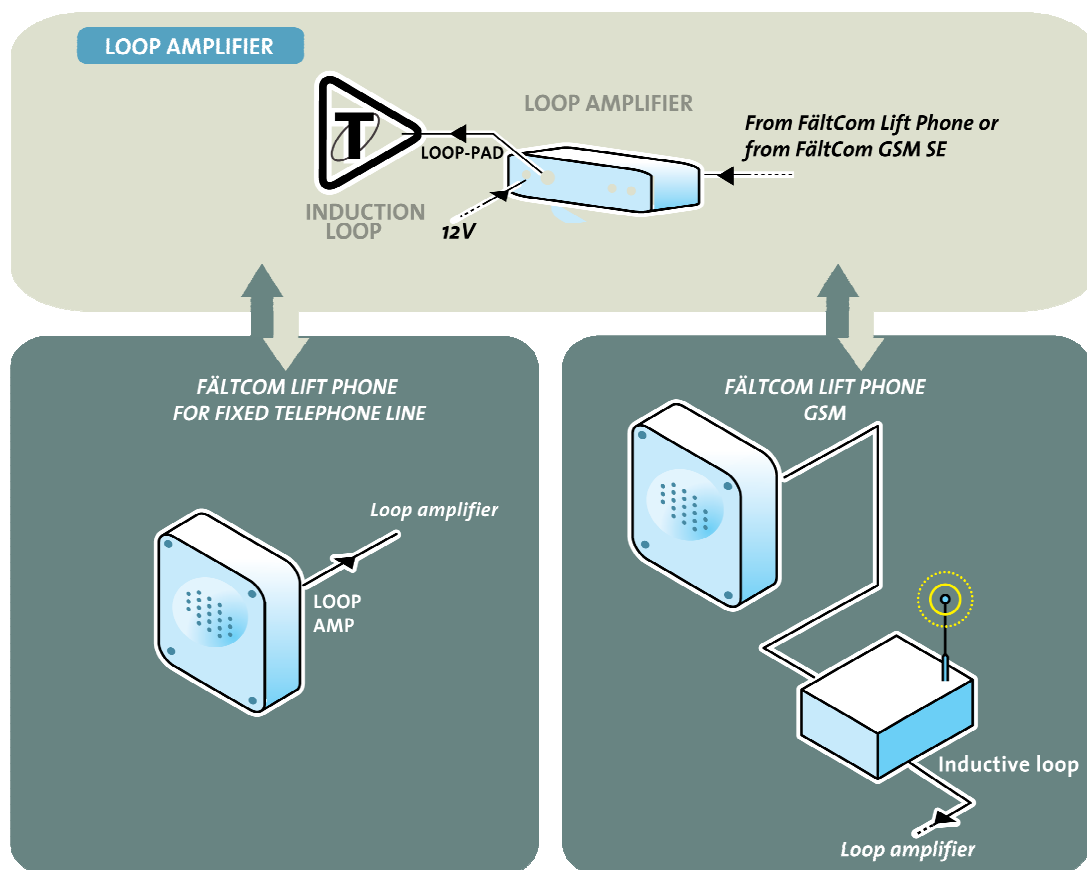 LOOP AMPLIFIER
LOOP AMPLIFIER
From FältCom Lift Phone or
from FältCom GSM SE
T
LOOP-PAD
INDUCTION
LOOP
12V
FÄLTCOM LIFT PHONE
FOR FIXED TELEPHONE LINE
Loop amplifier
LOOP
AMP
FÄLTCOM LIFT PHONE
GSM
Inductive loop
Loop amplifier